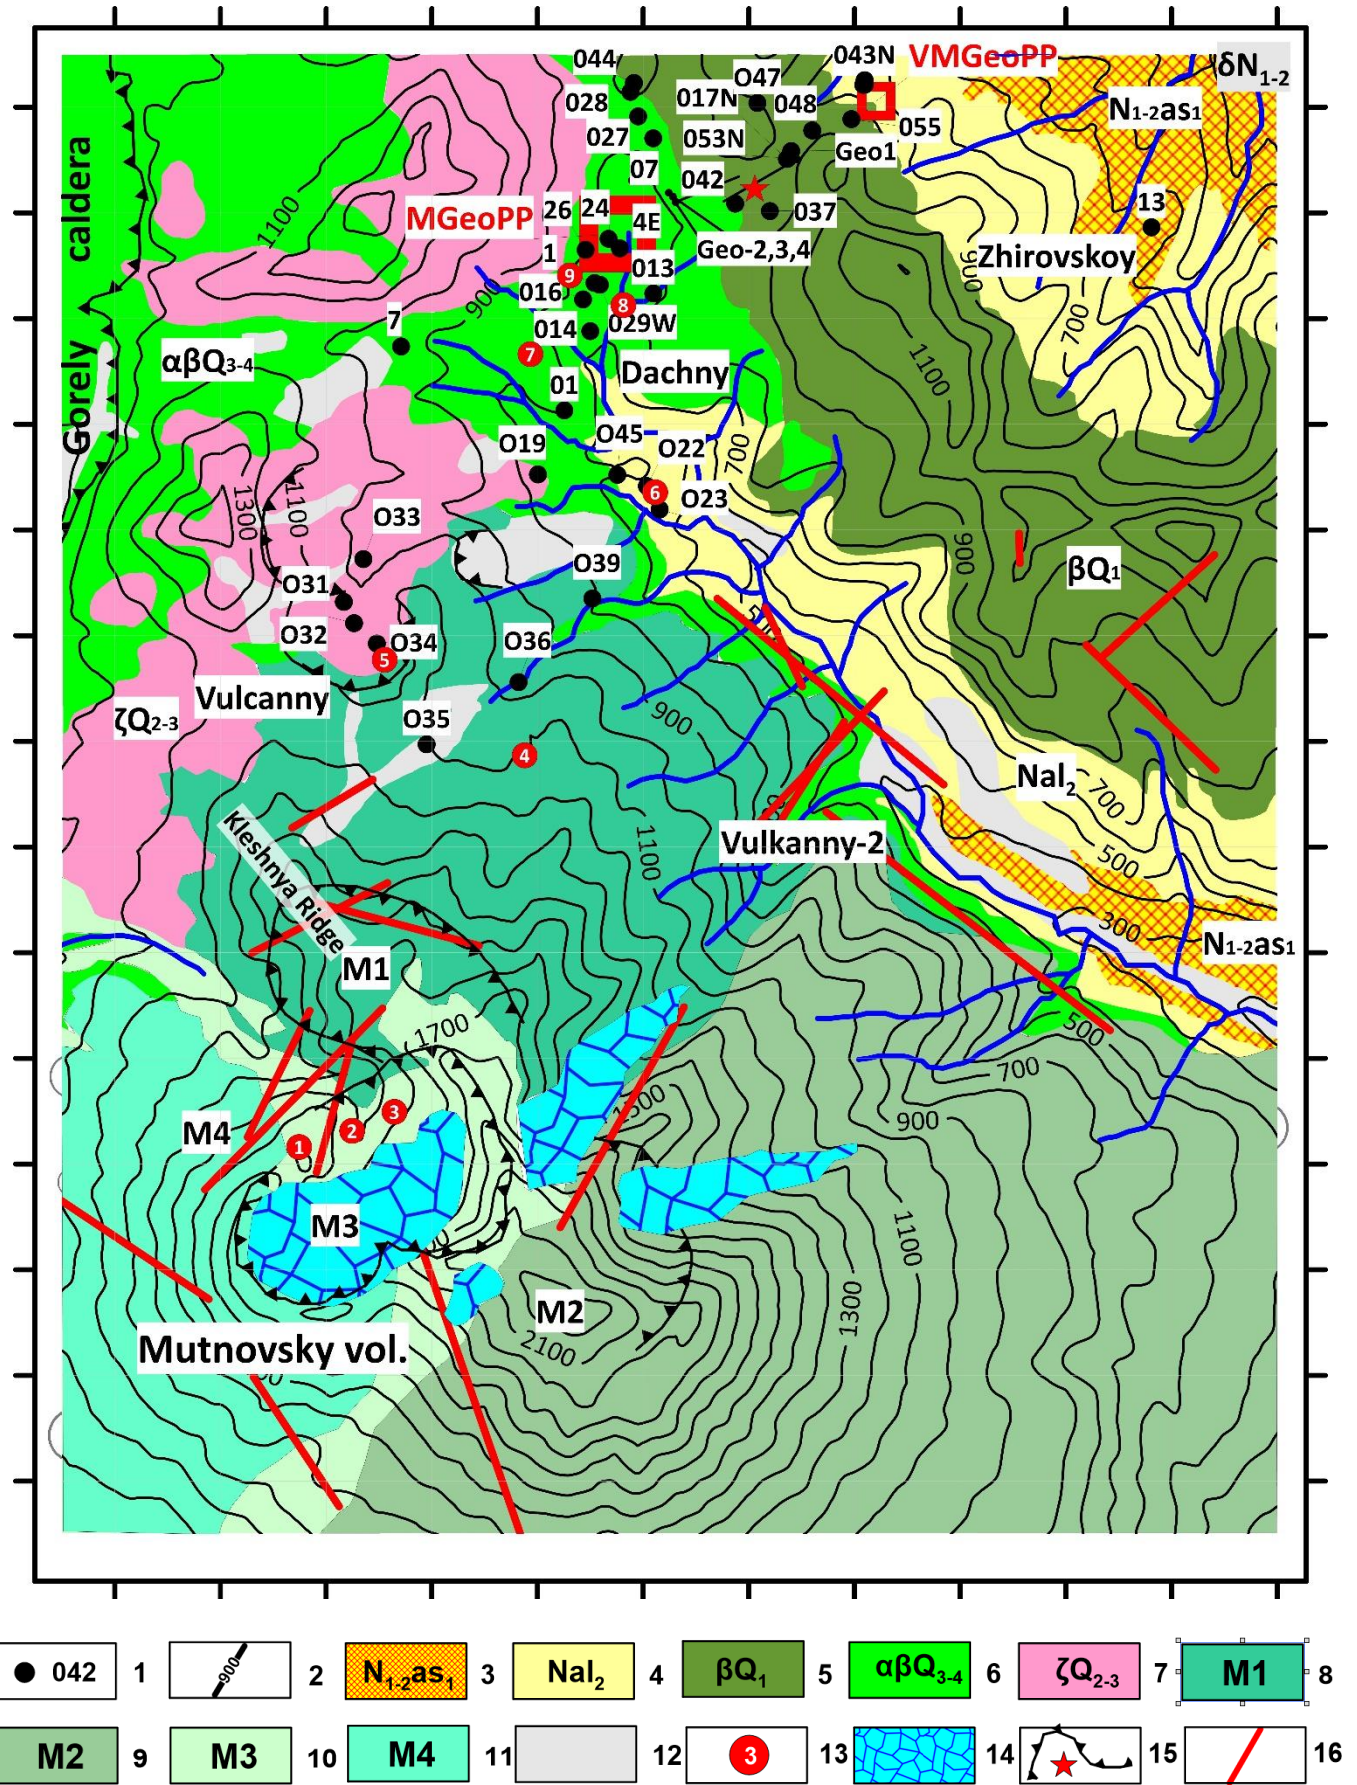 044
O47
043N
VMGeoPP
δN1-2
028
017N
048
N1-2as1
027
053N
055
Geo1
07
042
13
MGeoPP
26
24
4E
037
1100
1
Geo-2,3,4
Zhirovskoy
9
013
900
016
8
900
7
014
029W
700
7
αβQ3-4
Dachny
1100
Gorely caldera
01
O19
O45
O22
700
1300
1100
6
O23
O33
900
βQ1
O31
O39
O32
O34
O36
5
Vulcanny
ζQ2-3
O35
900
4
Nal2
700
Kleshnya Ridge
1100
Vulkanny-2
500
300
N1-2as1
M1
1700
500
700
M4
3
2
1
900
M3
1100
M2
1300
Mutnovsky vol.
2100
042 1
900 2
N1-2as1 3
Nal2 4
βQ1 5
αβQ3-4 6
ζQ2-3 7
M1 8
M2 9
M3 10
M4 11
12
3 13
14
15
16